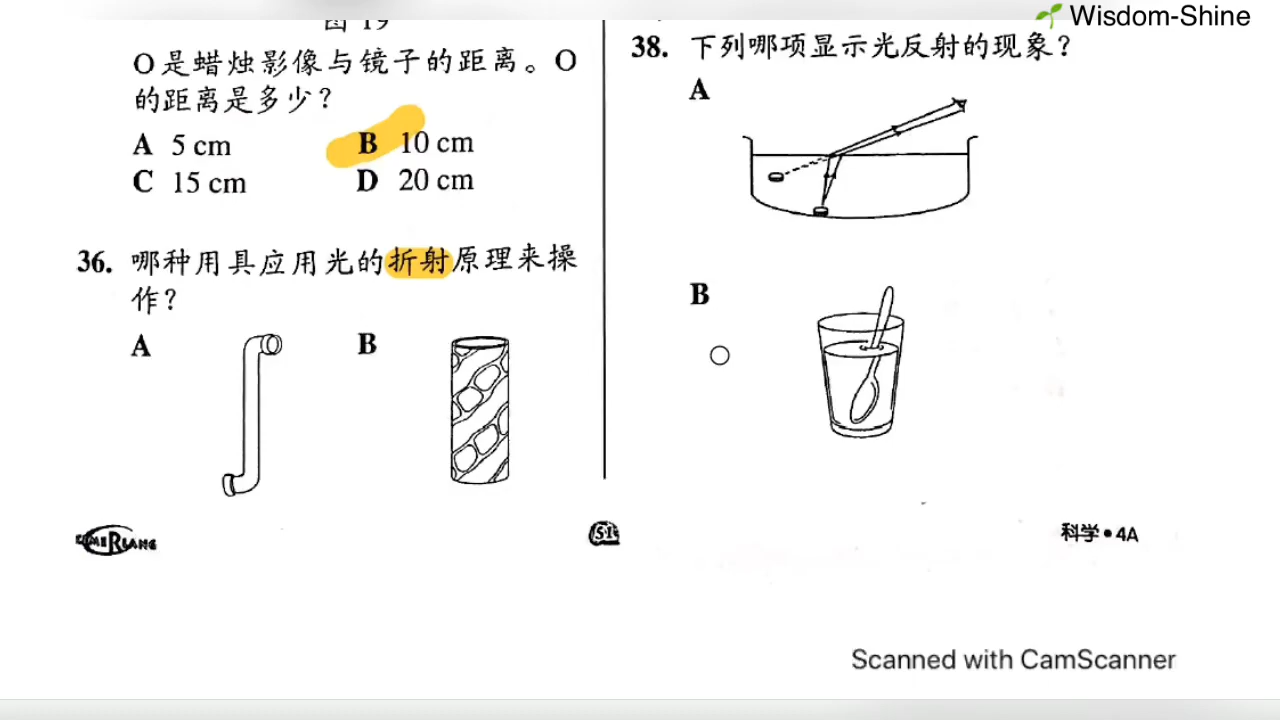 Wisdom-Shine
图 19
O是蜡烛影像与镜子的距离。O
的距离是多少？
A 5 cm
B 10 cm
C 15 cm
D 20 cm
36. 哪种用具应用光的折射原理来操
作？
A
B
38. 下列哪项显示光反射的现象？
A
B
51
科学•4A
Scanned with CamScanner